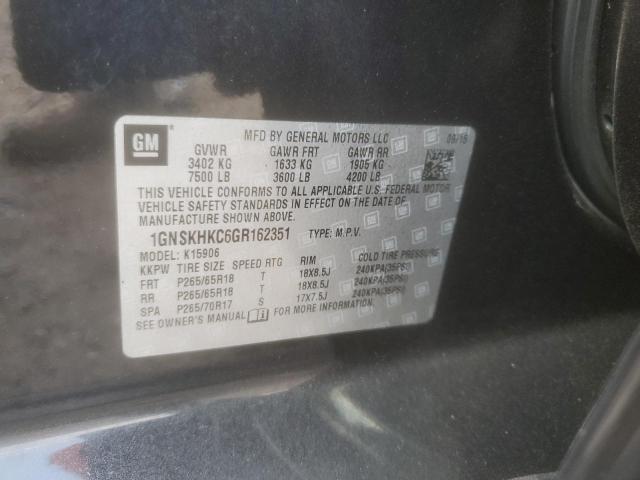 GM
MFD BY GENERAL MOTORS LLC 09/15
GVWR GAWR FRT GAWR RR
3402 KG 1633 KG 1905 KG
7500 LB 3600 LB 4200 LB
THIS VEHICLE CONFORMS TO ALL APPLICABLE U.S. FEDERAL MOTOR
VEHICLE SAFETY STANDARDS IN EFFECT ON THE DATE OF
MANUFACTURE SHOWN ABOVE.
1GNSKHKC6GR162351 TYPE: M.P.V.
MODEL: K15906
KKPW TIRE SIZE SPEED RTG RIM COLD TIRE PRESSURE
FRT P265/65R18 T 18X8.5J 240KPA(35PSI)
RR P265/65R18 T 18X8.5J 240KPA(35PSI)
SPA P265/70R17 S 17X7.5J 240KPA(35PSI)
SEE OWNER'S MANUAL FOR MORE INFORMATION.